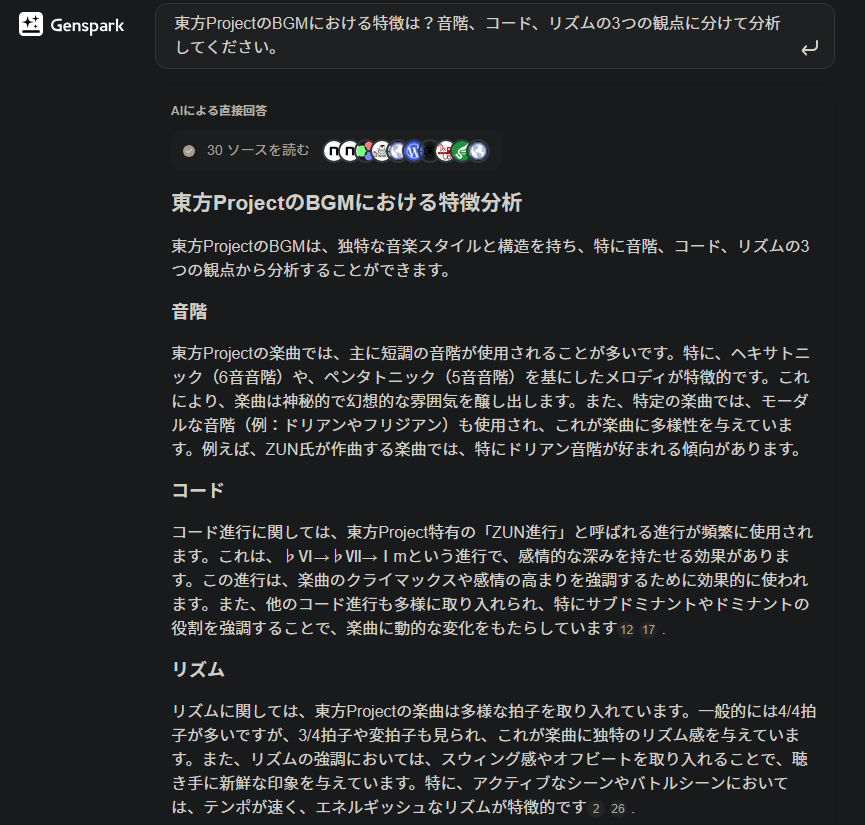 Genspark
東方ProjectのBGMにおける特徴は？音階、コード、リズムの3つの観点に分けて分析
してください。
AIによる直接回答
30 ソースを読む
東方ProjectのBGMにおける特徴分析
東方ProjectのBGMは、独特な音楽スタイルと構造を持ち、特に音階、コード、リズムの3
つの観点から分析することができます。
音階
東方Projectの楽曲では、主に短調の音階が使用されることが多いです。特に、ヘキサトニ
ック（6音音階）や、ペンタトニック（5音音階）を基にしたメロディが特徴的です。これ
により、楽曲は神秘的で幻想的な雰囲気を醸し出します。また、特定の楽曲では、モーダ
ルな音階（例：ドリアンやフリジアン）も使用され、これが楽曲に多様性を与えていま
す。例えば、ZUN氏が作曲する楽曲では、特にドリアン音階が好まれる傾向があります。
コード
コード進行に関しては、東方Project特有の「ZUN進行」と呼ばれる進行が頻繁に使用され
ます。これは、♭Ⅵ→♭Ⅶ→Ⅰmという進行で、感情的な深みを持たせる効果がありま
す。この進行は、楽曲のクライマックスや感情の高まりを強調するために効果的に使われ
ます。また、他のコード進行も多様に取り入れられ、特にサブドミナントやドミナントの
役割を強調することで、楽曲に動的な変化をもたらしています 12 17 .
リズム
リズムに関しては、東方Projectの楽曲は多様な拍子を取り入れています。一般的には4/4拍
子が多いですが、3/4拍子や変拍子も見られ、これが楽曲に独特のリズム感を与えていま
す。また、リズムの強調においては、スウィング感やオフビートを取り入れることで、聴
き手に新鮮な印象を与えています。特に、アクティブなシーンやバトルシーンにおいて
は、テンポが速く、エネルギッシュなリズムが特徴的です 2 26 .